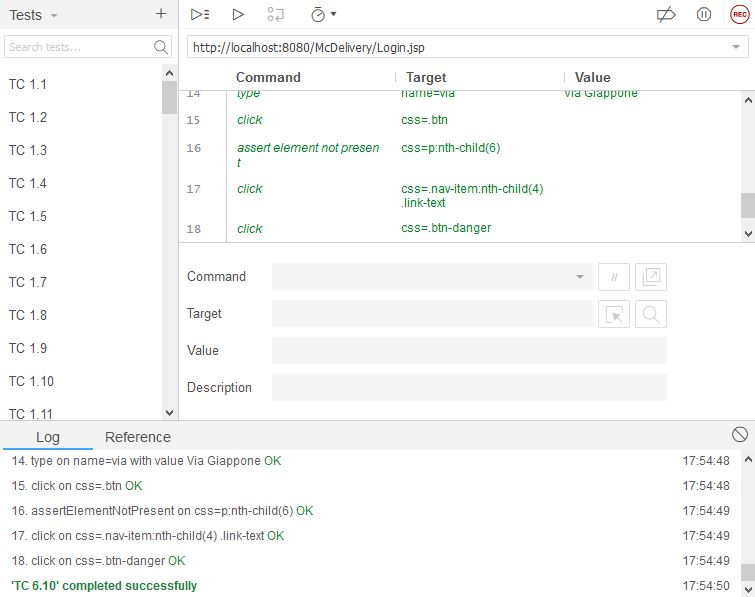 Tests
+
REC
Search tests...
http://localhost:8080/McDelivery/Login.jsp
Command Target Value
14 type name=via Via Giappone
15 click css=.btn
16 assert element not presen
t css=p:nth-child(6)
17 click css=.nav-item:nth-child(4)
.link-text
18 click css=.btn-danger
TC 1.1
TC 1.2
TC 1.3
TC 1.4
TC 1.5
TC 1.6
TC 1.7
TC 1.8
TC 1.9
TC 1.10
TC 1.11
Command //
Target
Value
Description
Log Reference
14. type on name=via with value Via Giappone OK 17:54:48
15. click on css=.btn OK 17:54:48
16. assertElementNotPresent on css=p:nth-child(6) OK 17:54:49
17. click on css=.nav-item:nth-child(4) .link-text OK 17:54:49
18. click on css=.btn-danger OK 17:54:49
'TC 6.10' completed successfully 17:54:50